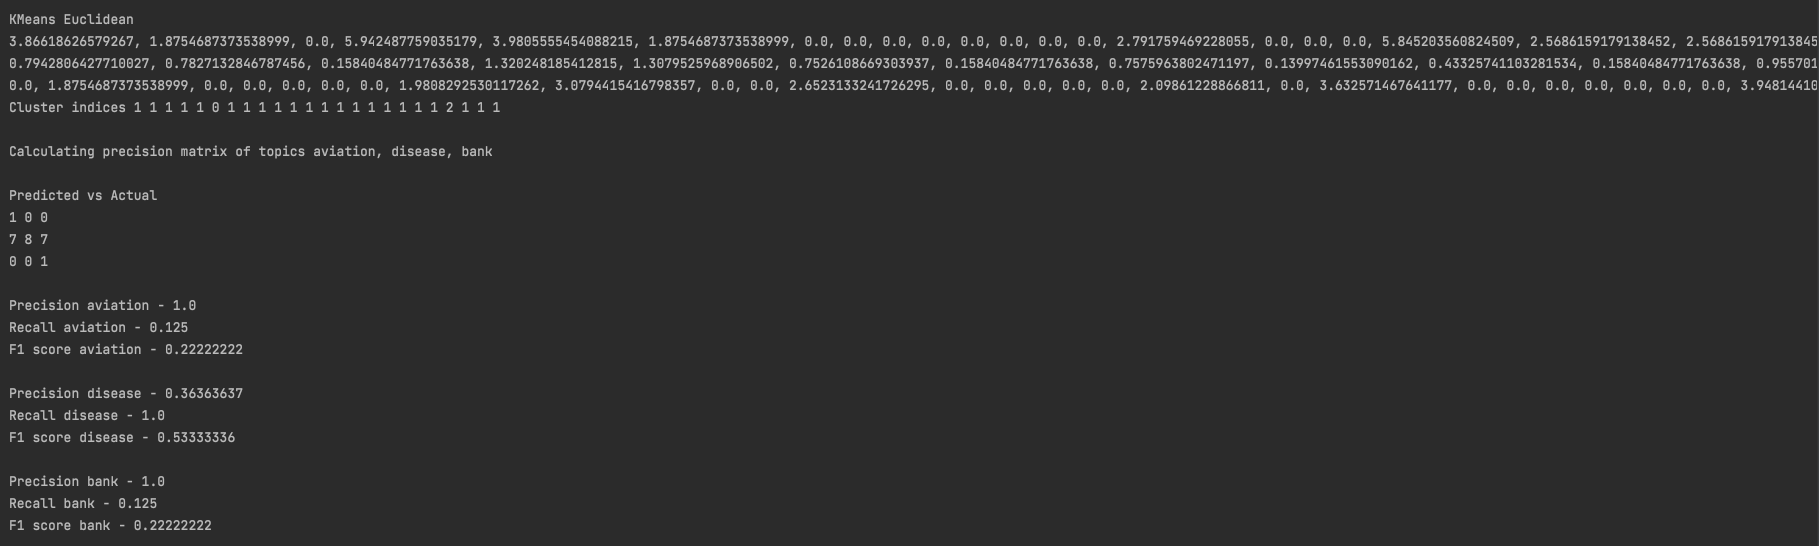 KMeans Euclidean
3.86618626579267, 1.8754687373538999, 0.0, 5.942487759035179, 3.9805555454088215, 1.8754687373538999, 0.0, 0.0, 0.0, 0.0, 0.0, 0.0, 0.0, 0.0, 2.791759469228055, 0.0, 0.0, 0.0, 5.845203560824509, 2.5686159179138452, 2.568615917913845
0.7942806427710027, 0.7827132846787456, 0.15840484771763638, 1.320248185412815, 1.3079525968906502, 0.7526108669303937, 0.15840484771763638, 0.7575963802471197, 0.13997461553090162, 0.43325741103281534, 0.15840484771763638, 0.955701
0.0, 1.8754687373538999, 0.0, 0.0, 0.0, 0.0, 0.0, 1.9808292530117262, 3.0794415416798357, 0.0, 0.0, 2.6523133241726295, 0.0, 0.0, 0.0, 0.0, 0.0, 2.09861228866811, 0.0, 3.632571467641177, 0.0, 0.0, 0.0, 0.0, 0.0, 0.0, 0.0, 3.94814410
Cluster indices 1 1 1 1 1 0 1 1 1 1 1 1 1 1 1 1 1 1 1 1 2 1 1 1
Calculating precision matrix of topics aviation, disease, bank
Predicted vs Actual
1 0 0
7 8 7
0 0 1
Precision aviation - 1.0
Recall aviation - 0.125
F1 score aviation - 0.22222222
Precision disease - 0.36363637
Recall disease - 1.0
F1 score disease - 0.53333336
Precision bank - 1.0
Recall bank - 0.125
F1 score bank - 0.22222222